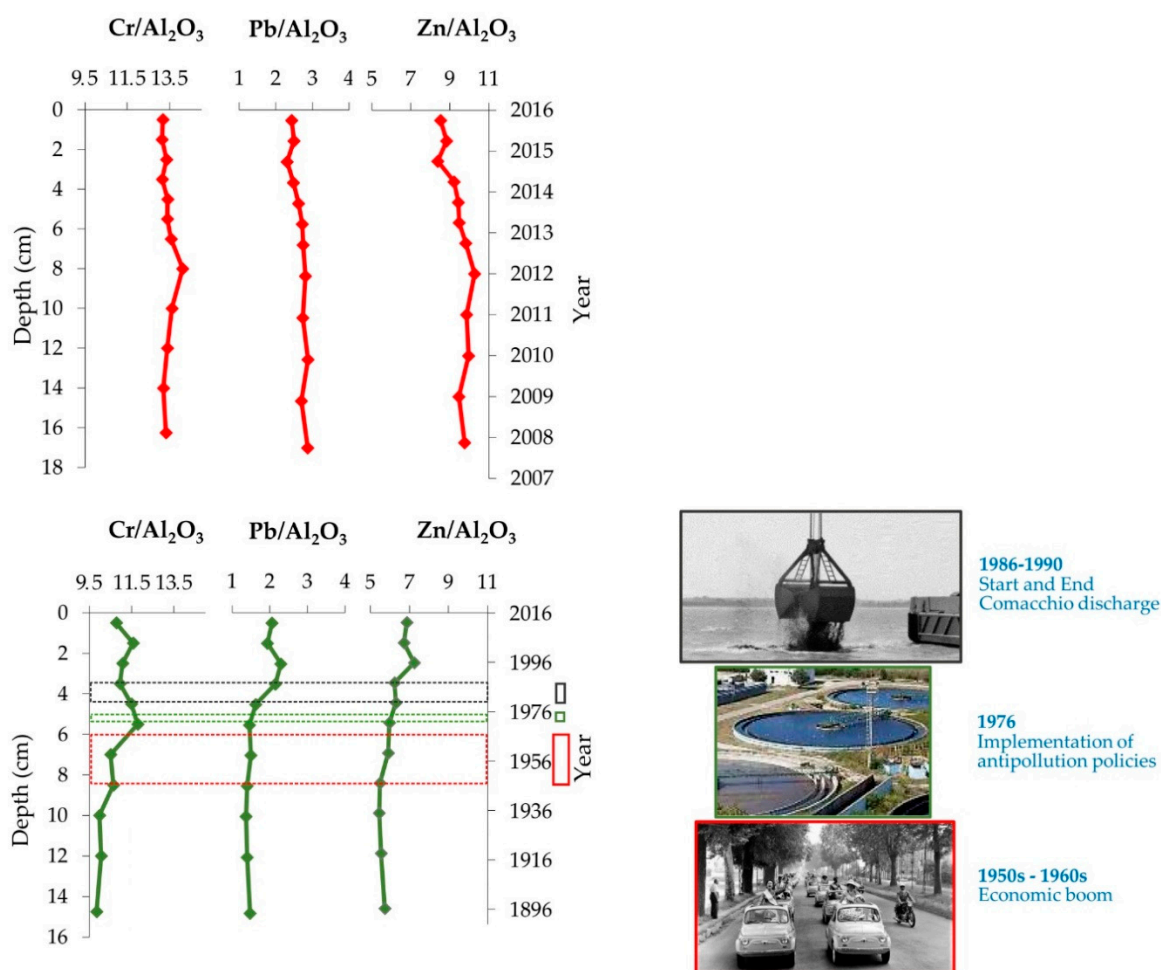 Cr/Al₂O₃ Pb/Al₂O₃ Zn/Al₂O₃
9.5 11.5 13.5 1 2 3 4 5 7 9 11
0 2016
2 2015
4 2014
6 2013
8 2012
10 2011
12 2010
14 2009
16 2008
18 2007
Depth (cm)
Year
Cr/Al₂O₃ Pb/Al₂O₃ Zn/Al₂O₃
9.5 11.5 13.5 1 2 3 4 5 7 9 11
0 2016
2 1996
4 1976
6 1956
8 1936
10 1916
12 1896
14
16
Depth (cm)
Year
1986-1990
Start and End
Comacchio discharge
1976
Implementation of
antipollution policies
1950s - 1960s
Economic boom